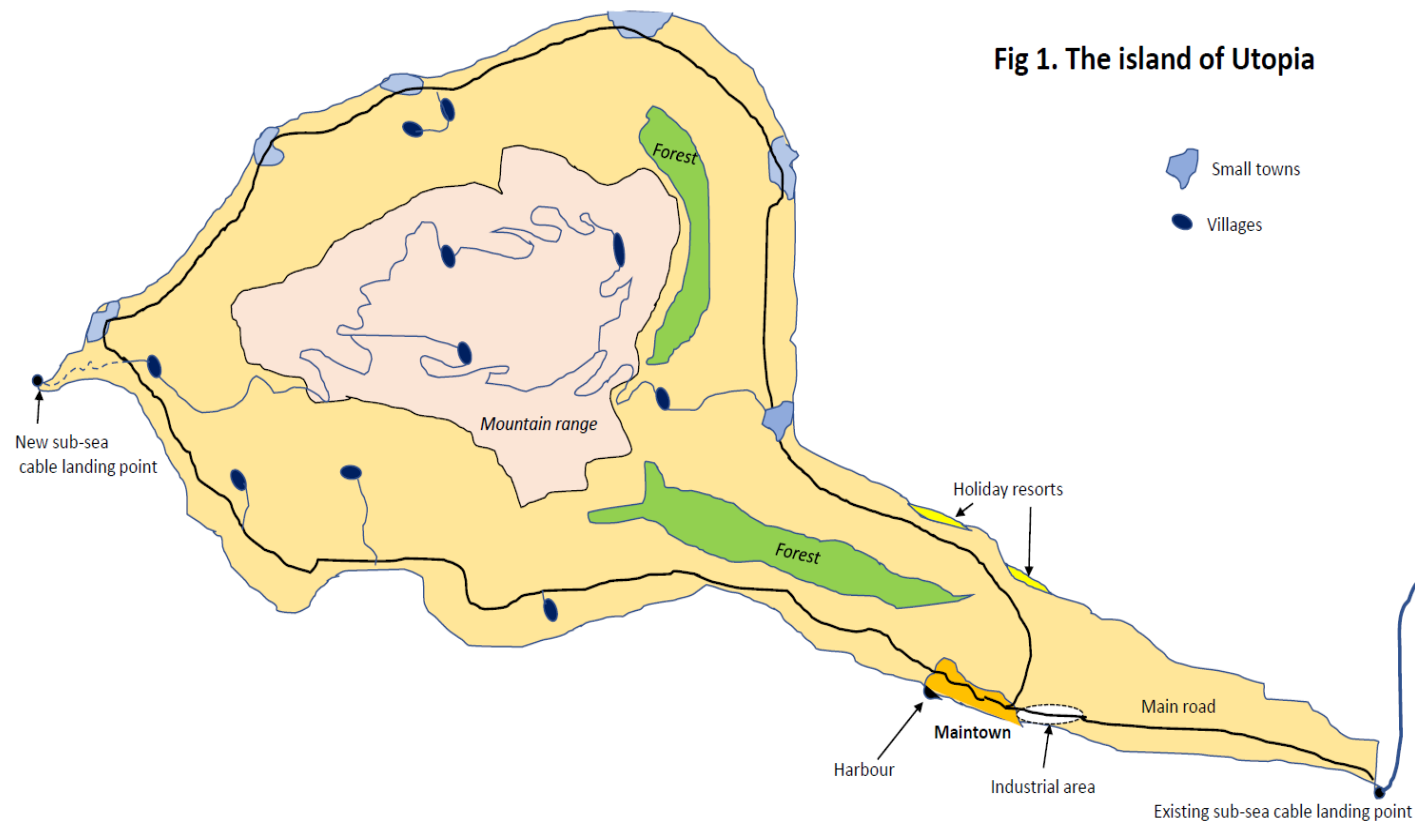 Fig 1. The island of Utopia
Forest
Small towns
Villages
Mountain range
New sub-sea
cable landing point
Holiday resorts
Forest
Main road
Maintown
Harbour
Industrial area
Existing sub-sea cable landing point